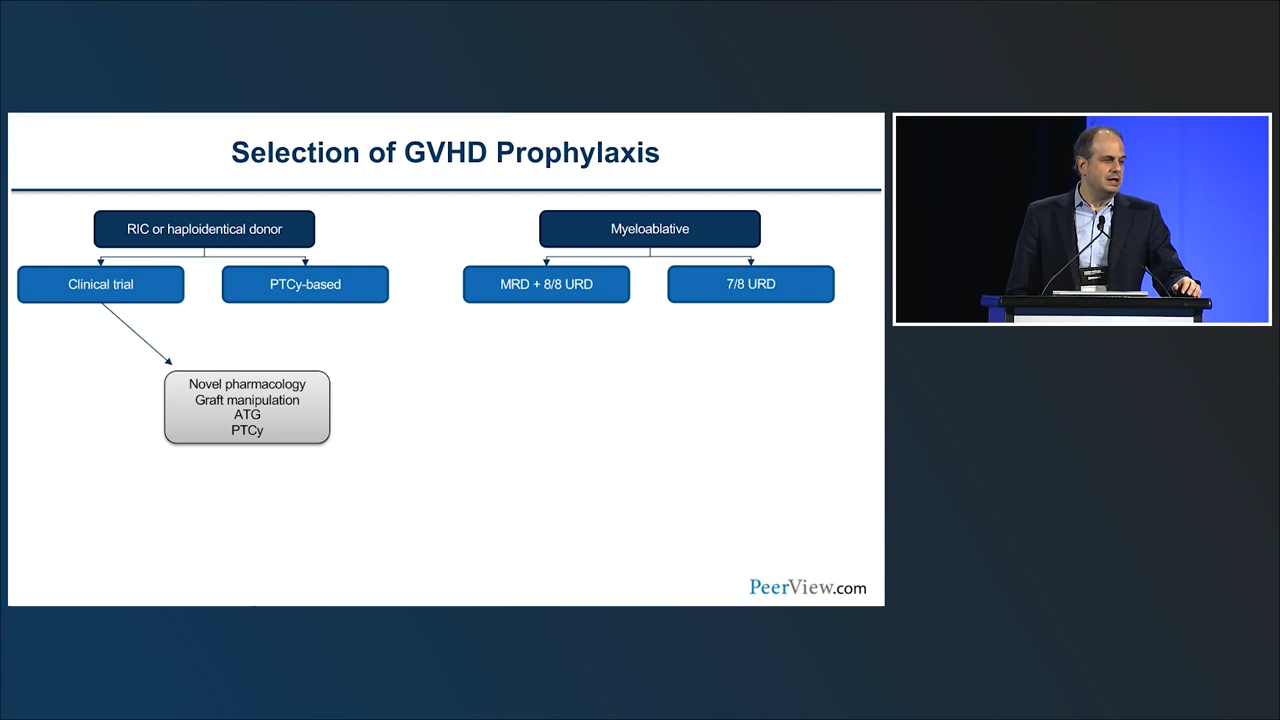 Selection of GVHD Prophylaxis
RIC or haploidentical donor
Myeloablative
Clinical trial
PTCy-based
MRD + 8/8 URD
7/8 URD
Novel pharmacology
Graft manipulation
ATG
PTCy
PeerView.com